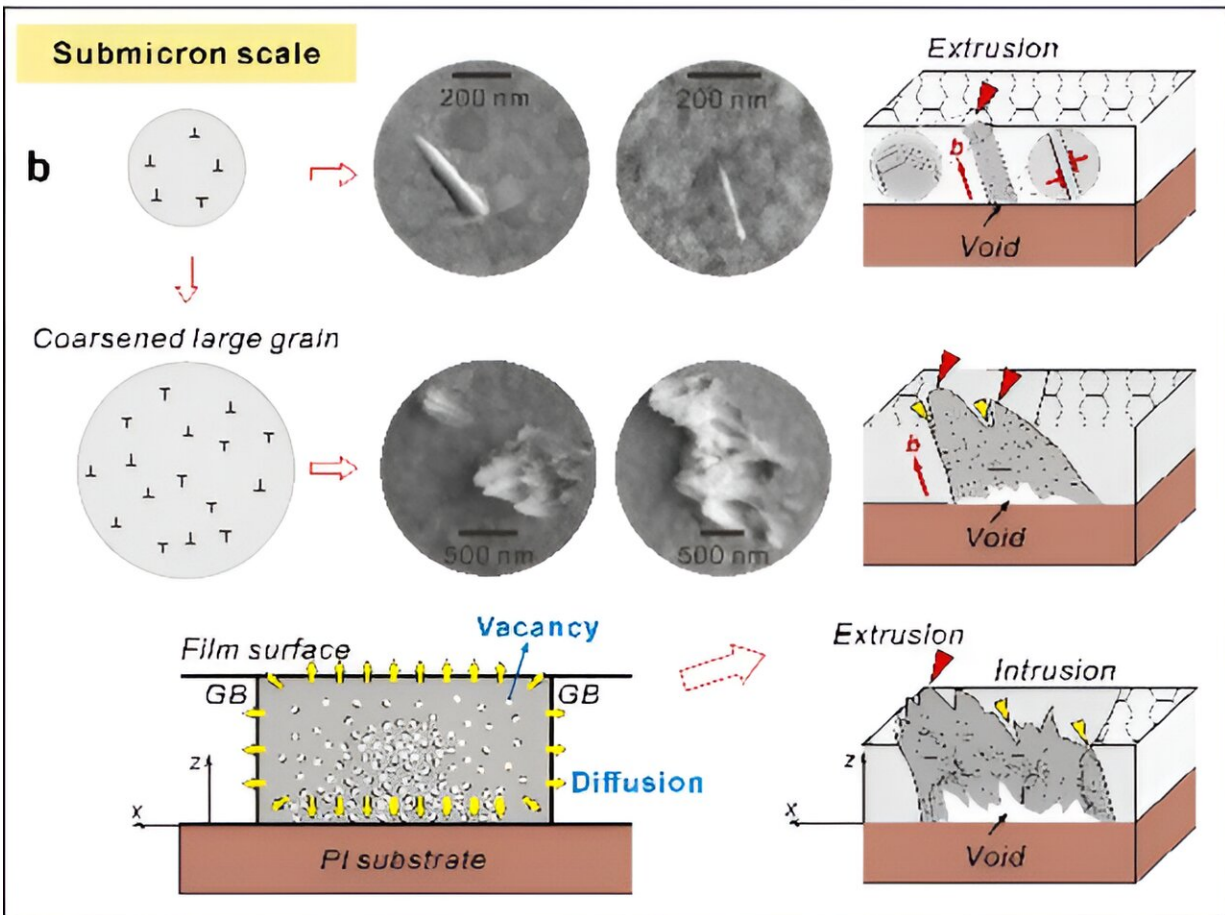 Submicron scale
b
200 nm
200 nm
Extrusion
b
Void
Coarsened large grain
500 nm
500 nm
b
Void
Film surface
Vacancy
GB
GB
z
x
Diffusion
PI substrate
Extrusion
Intrusion
z
x
Void